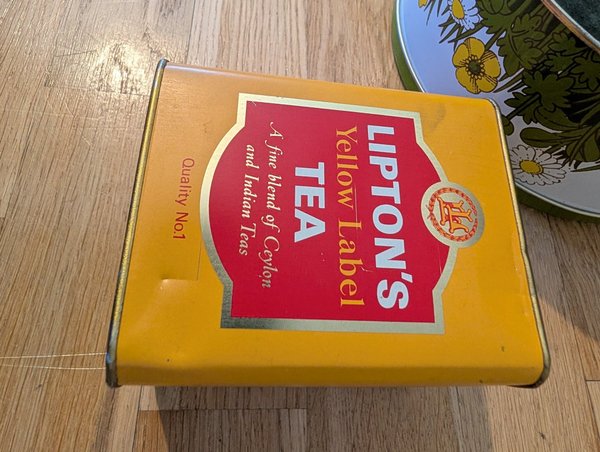 LIPTON'S
Yellow Label
TEA
A fine blend of Ceylon
and Indian Teas
Quality No.1